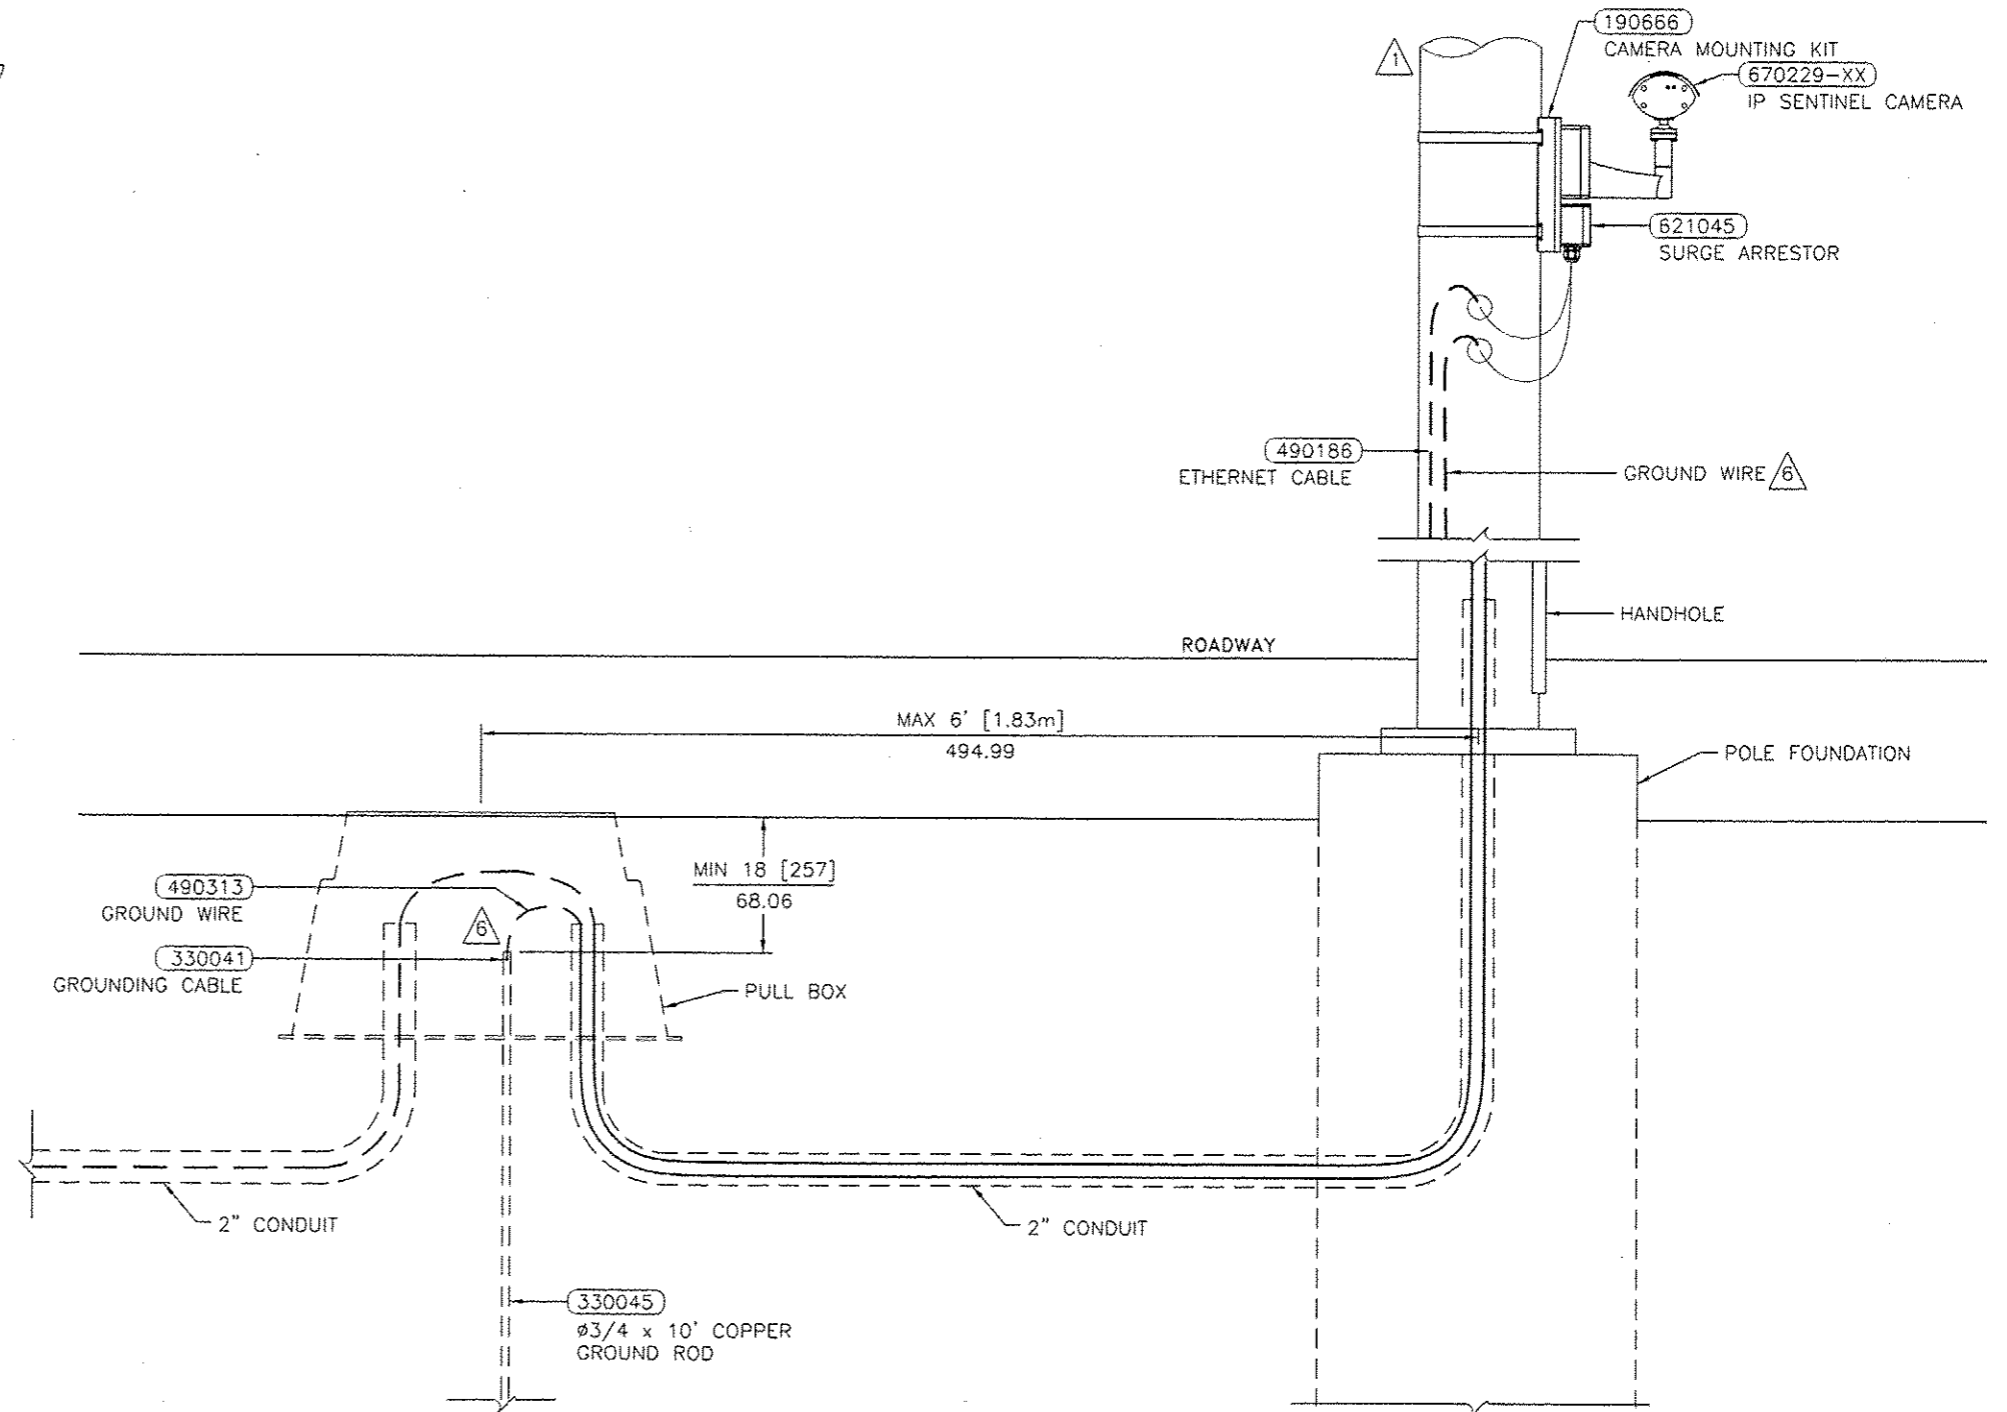 190666
CAMERA MOUNTING KIT
1
670229-XX
IP SENTINEL CAMERA
621045
SURGE ARRESTOR
490186
ETHERNET CABLE
GROUND WIRE 6
HANDHOLE
ROADWAY
MAX 6' [1.83m]
494.99
POLE FOUNDATION
MIN 18 [257]
68.06
490313
GROUND WIRE
6
330041
GROUNDING CABLE
PULL BOX
2" CONDUIT
2" CONDUIT
330045
ø3/4 x 10' COPPER
GROUND ROD